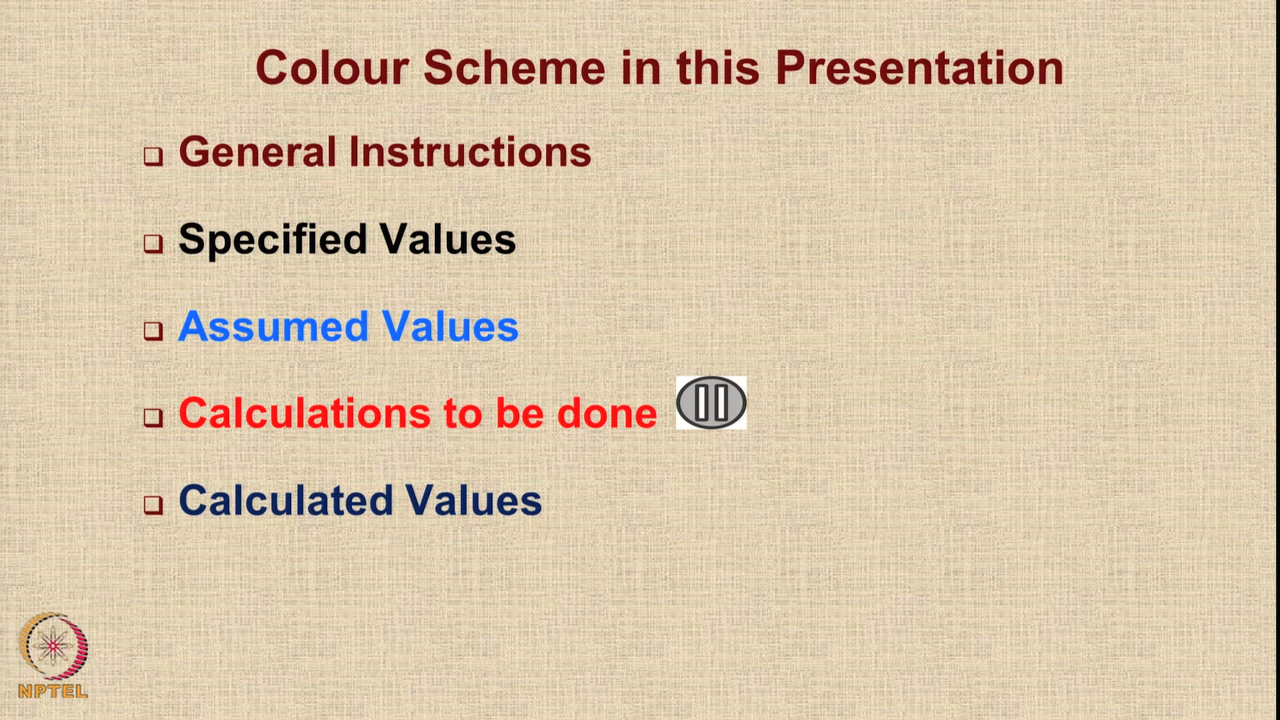 Colour Scheme in this Presentation
General Instructions
Specified Values
Assumed Values
Calculations to be done
Calculated Values
NPTEL